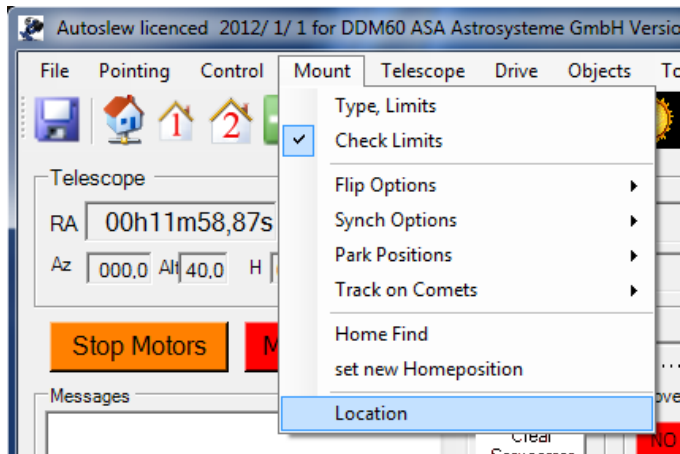 Autoslew licenced 2012/ 1/ 1 for DDM60 ASA Astrosysteme GmbH
File Pointing Control Mount Telescope Drive Objects
1 2
Type, Limits
Check Limits
Flip Options
Synch Options
Park Positions
Track on Comets
Home Find
set new Homeposition
Location
Telescope
RA 00h11m58,87s
Az 000,0 Alt 40,0 H
Stop Motors
Messages
Clear
NO